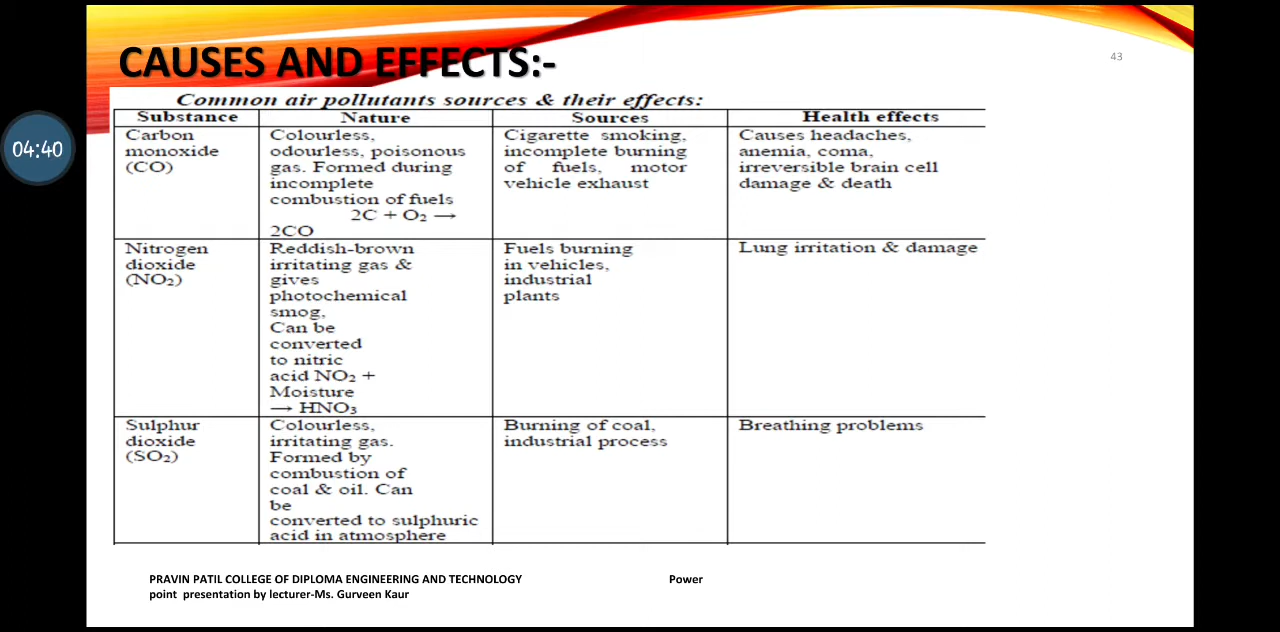 CAUSES AND EFFECTS:-
43
04:40
Common air pollutants sources & their effects:
Substance Nature Sources Health effects
Carbon
monoxide
(CO)
Colourless,
odourless, poisonous
gas. Formed during
incomplete
combustion of fuels
2C + O₂ →
2CO
Cigarette smoking,
incomplete burning
of fuels, motor
vehicle exhaust
Causes headaches,
anemia, coma,
irreversible brain cell
damage & death
Nitrogen
dioxide
(NO₂)
Reddish-brown
irritating gas &
gives
photochemical
smog,
Can be
converted
to nitric
acid NO₂ +
Moisture
→ HNO₃
Fuels burning
in vehicles,
industrial
plants
Lung irritation & damage
Sulphur
dioxide
(SO₂)
Colourless,
irritating gas.
Formed by
combustion of
coal & oil. Can
be
converted to sulphuric
acid in atmosphere
Burning of coal,
industrial process
Breathing problems
PRAVIN PATIL COLLEGE OF DIPLOMA ENGINEERING AND TECHNOLOGY Power
point presentation by lecturer-Ms. Gurveen Kaur